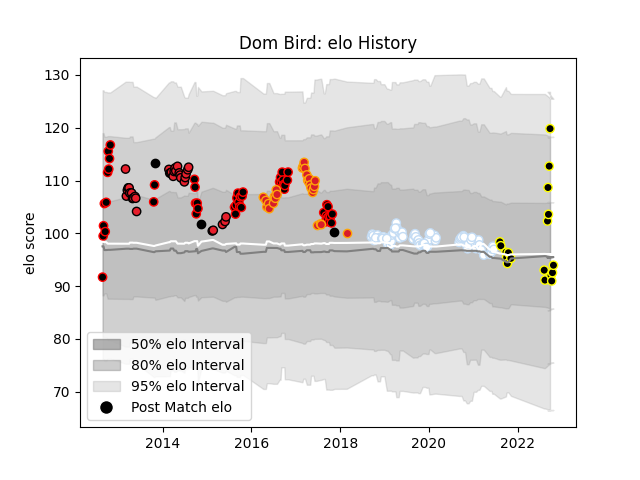 Dom Bird: elo History
elo score
130
120
110
100
90
80
70
50% elo Interval
80% elo Interval
95% elo Interval
Post Match elo
2014 2016 2018 2020 2022